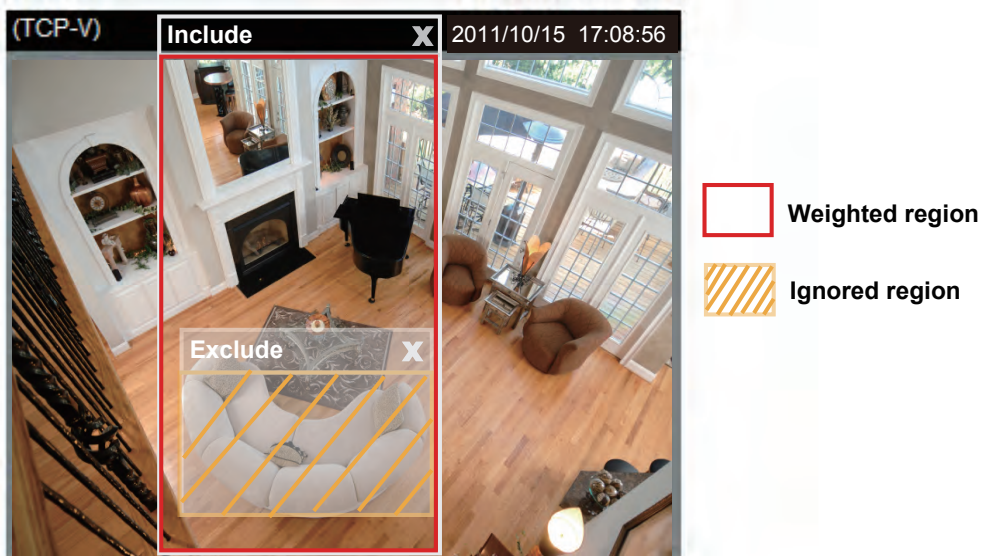 (TCP-V) Include X 2011/10/15 17:08:56
Weighted region
Ignored region
Exclude X